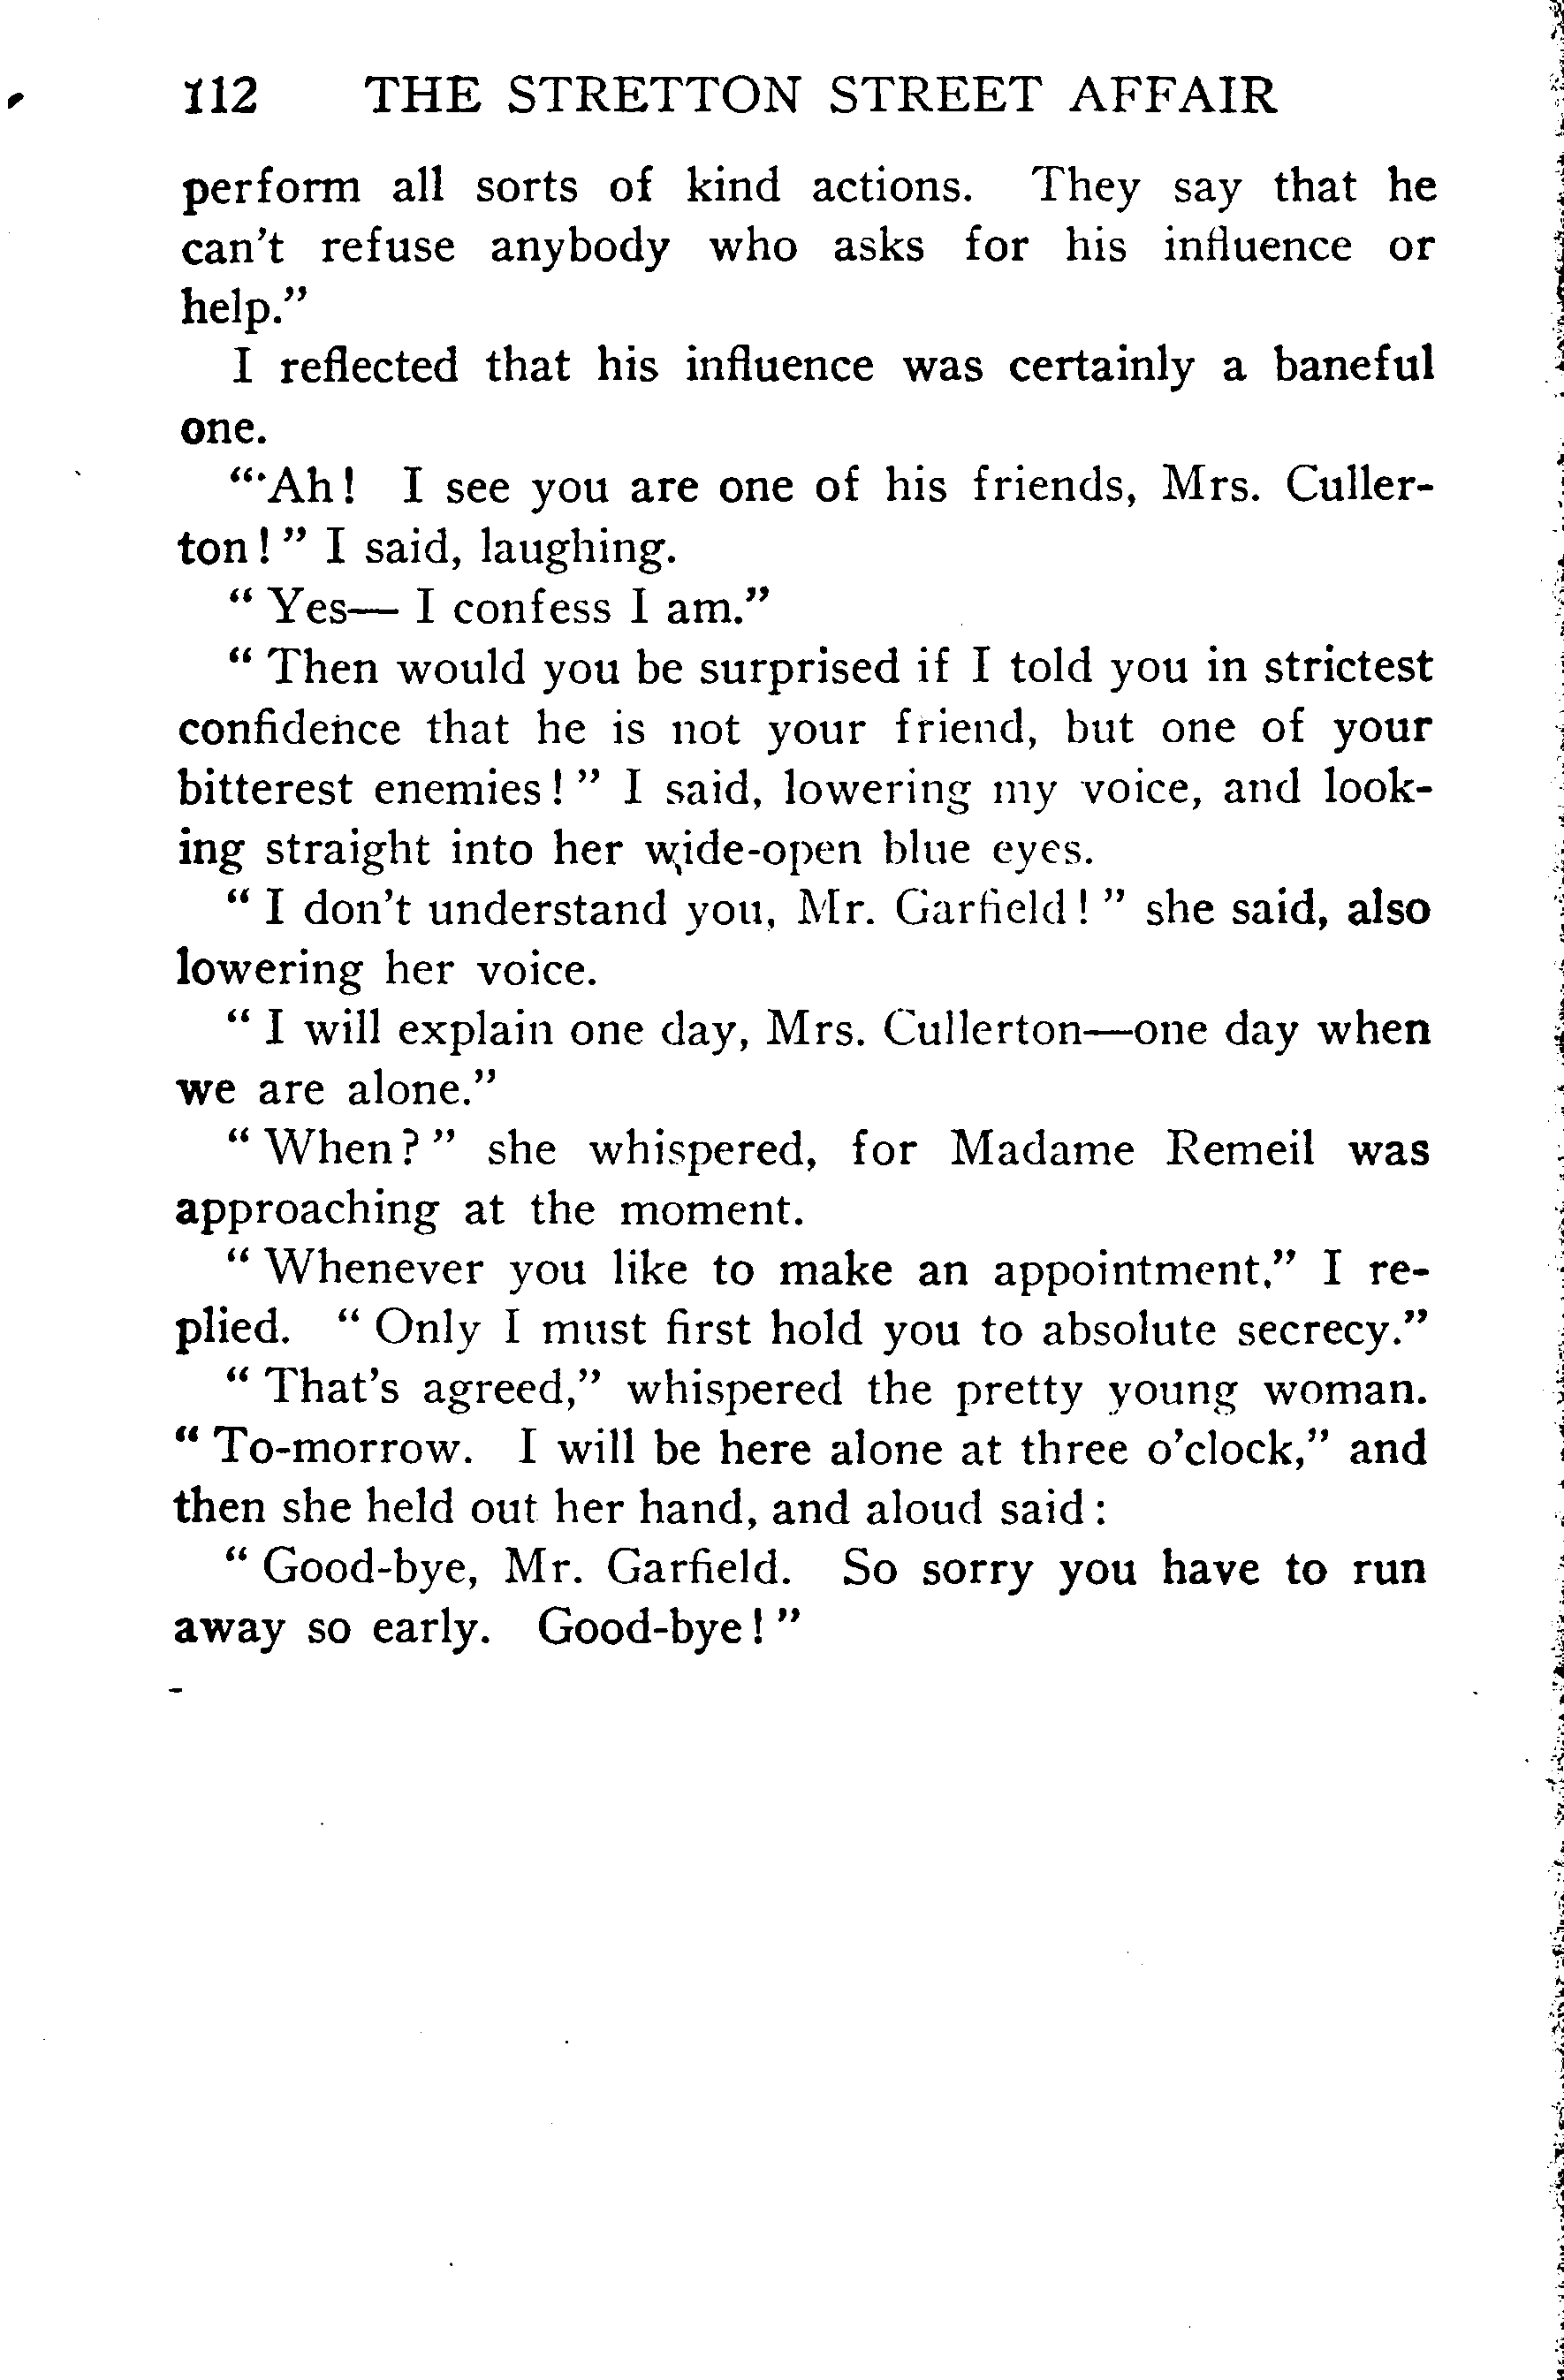 112 THE STRETTON STREET AFFAIR
perform all sorts of kind actions. They say that he
can't refuse anybody who asks for his influence or
help."
I reflected that his influence was certainly a baneful
one.
"Ah! I see you are one of his friends, Mrs. Culler-
ton!" I said, laughing.
"Yes— I confess I am."
"Then would you be surprised if I told you in strictest
confidence that he is not your friend, but one of your
bitterest enemies!" I said, lowering my voice, and look-
ing straight into her wide-open blue eyes.
"I don't understand you, Mr. Garfield!" she said, also
lowering her voice.
"I will explain one day, Mrs. Cullerton—one day when
we are alone."
"When?" she whispered, for Madame Remeil was
approaching at the moment.
"Whenever you like to make an appointment," I re-
plied. "Only I must first hold you to absolute secrecy."
"That's agreed," whispered the pretty young woman.
"To-morrow. I will be here alone at three o'clock," and
then she held out her hand, and aloud said:
"Good-bye, Mr. Garfield. So sorry you have to run
away so early. Good-bye!"